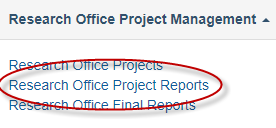 Research Office Project Management
Research Office Projects
Research Office Project Reports
Research Office Final Reports